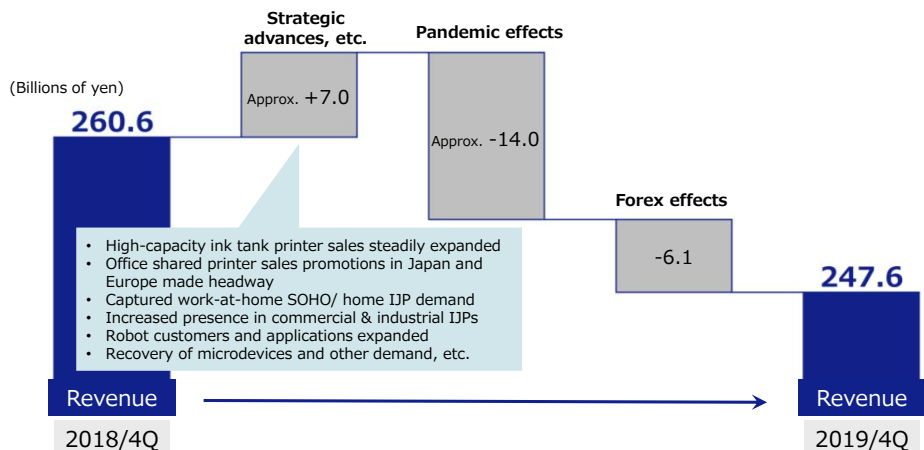 Strategic
advances, etc.
Pandemic effects
(Billions of yen)
Approx. +7.0
260.6
Approx. -14.0
Forex effects
-6.1
• High-capacity ink tank printer sales steadily expanded
• Office shared printer sales promotions in Japan and
Europe made headway
• Captured work-at-home SOHO/ home IJP demand
• Increased presence in commercial & industrial IJPs
• Robot customers and applications expanded
• Recovery of microdevices and other demand, etc.
247.6
Revenue
Revenue
2018/4Q
2019/4Q